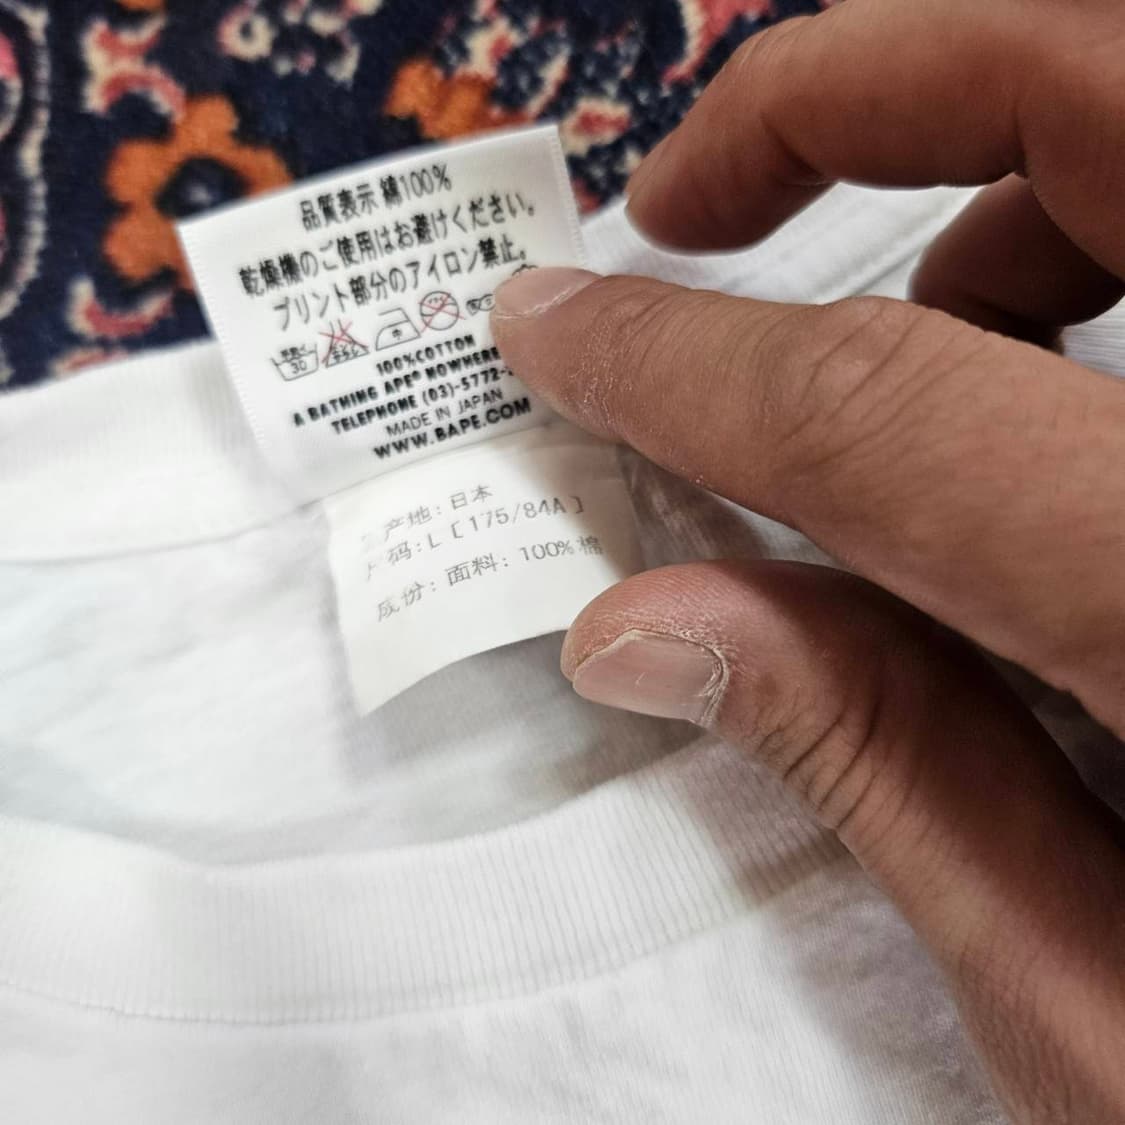 品質表示 綿100%
乾燥機のご使用はお避けください。
プリント部分のアイロン禁止。
30 中
100%COTTON
A BATHING APE® NOWHERE
TELEPHONE (03)-5772-
MADE IN JAPAN
WWW.BAPE.COM
产地: 日本
码: L [175/84A]
成份: 面料: 100%棉